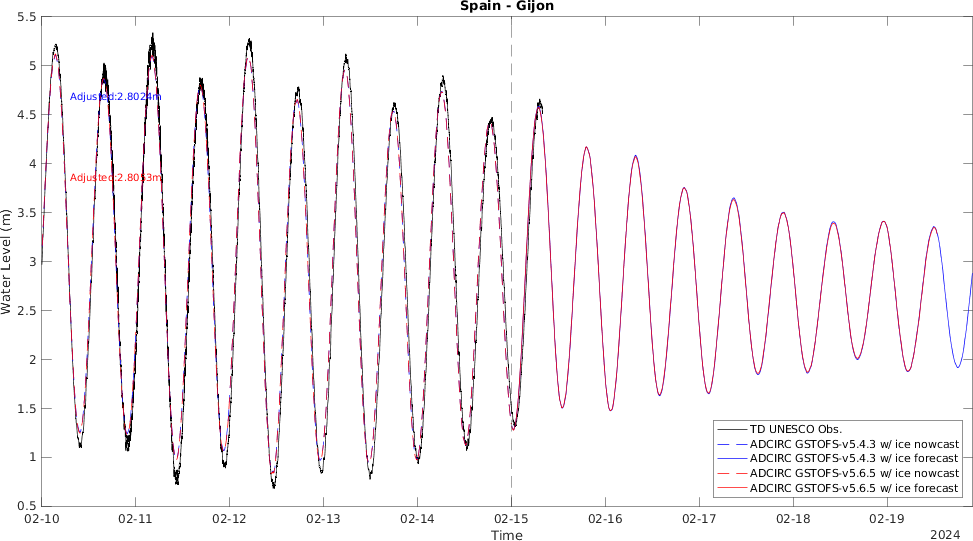 Spain - Gijon
5.5
5
4.5
4
3.5
3
2.5
2
1.5
1
0.5
Water Level (m)
Adjusted:2.8024m
Adjusted:2.8053m
TD UNESCO Obs.
ADCIRC GSTOFS-v5.4.3 w/ ice nowcast
ADCIRC GSTOFS-v5.4.3 w/ ice forecast
ADCIRC GSTOFS-v5.6.5 w/ ice nowcast
ADCIRC GSTOFS-v5.6.5 w/ ice forecast
02-10 02-11 02-12 02-13 02-14 02-15 02-16 02-17 02-18 02-19
Time
2024